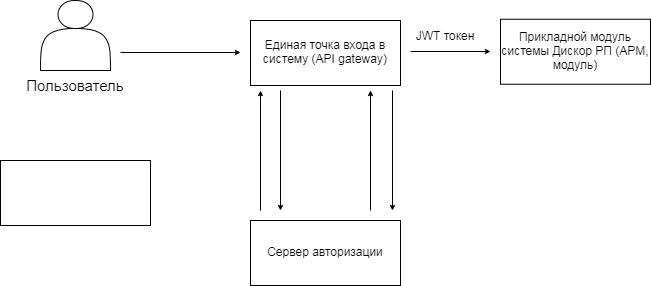 Единая точка входа в
систему (API gateway)
JWT токен
Прикладной модуль
системы Дискор РП (АРМ,
модуль)
Пользователь
Сервер авторизации